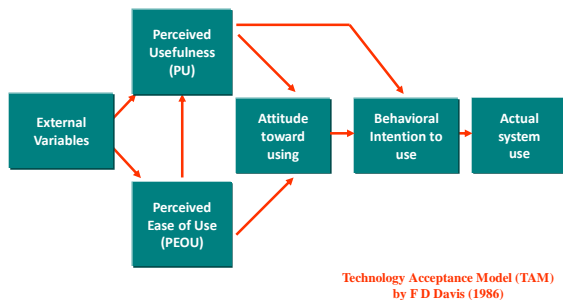 Perceived
Usefulness
(PU)
External
Variables
Attitude
toward
using
Behavioral
Intention to
use
Actual
system
use
Perceived
Ease of Use
(PEOU)
Technology Acceptance Model (TAM)
by F D Davis (1986)